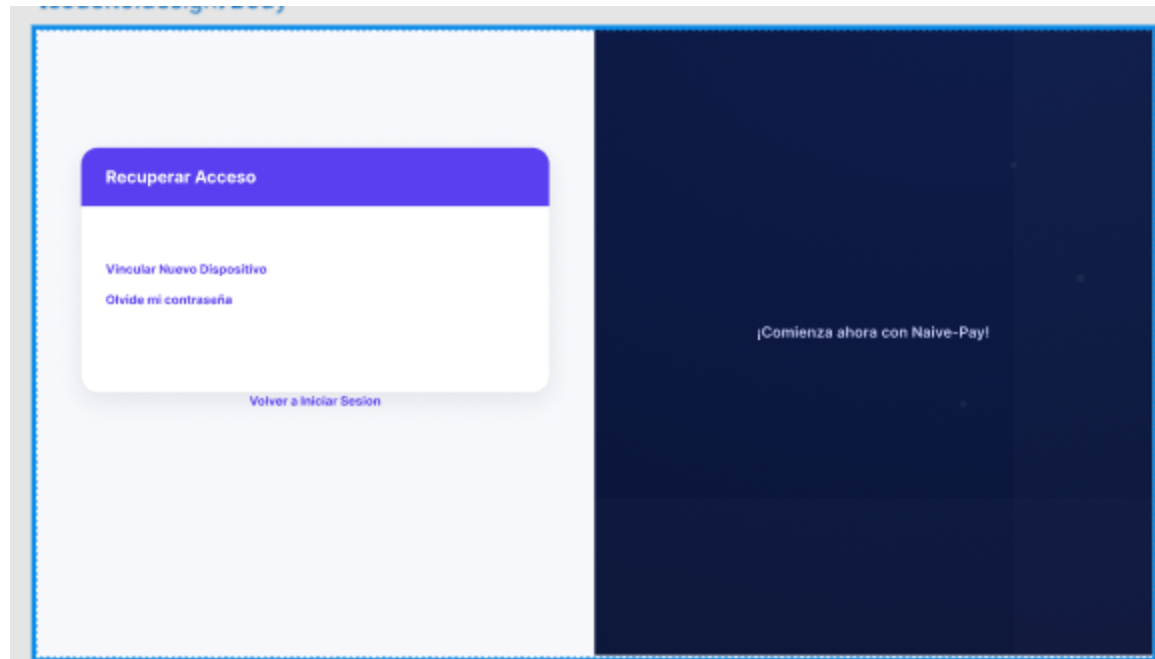 Recuperar Acceso
Vincular Nuevo Dispositivo
Olvide mi contraseña
Volver a Iniciar Sesion
¡Comienza ahora con Naive-Pay!